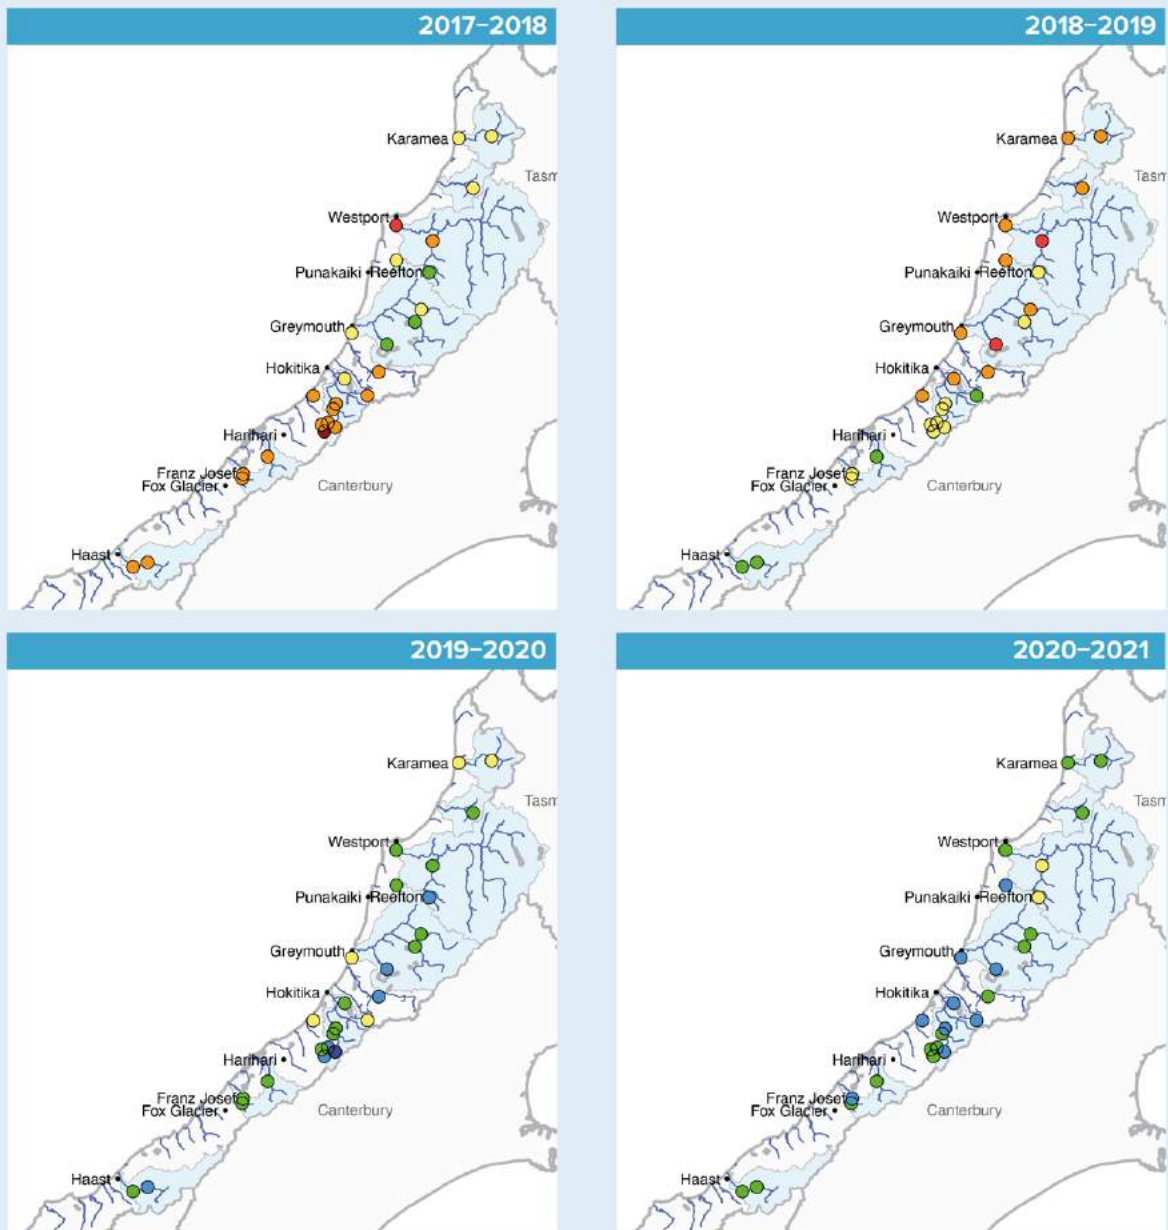 2017–2018
Karamea
Tasm
Westport
Punakaiki Reefton
Greymouth
Hokitika
Harihari
Franz Josef
Fox Glacier
Canterbury
Haast
2018–2019
Karamea
Tasm
Westport
Punakaiki Reefton
Greymouth
Hokitika
Harihari
Franz Josef
Fox Glacier
Canterbury
Haast
2019–2020
Karamea
Tasm
Westport
Punakaiki Reefton
Greymouth
Hokitika
Harihari
Franz Josef
Fox Glacier
Canterbury
Haast
2020–2021
Karamea
Tasm
Westport
Punakaiki Reefton
Greymouth
Hokitika
Harihari
Franz Josef
Fox Glacier
Canterbury
Haast